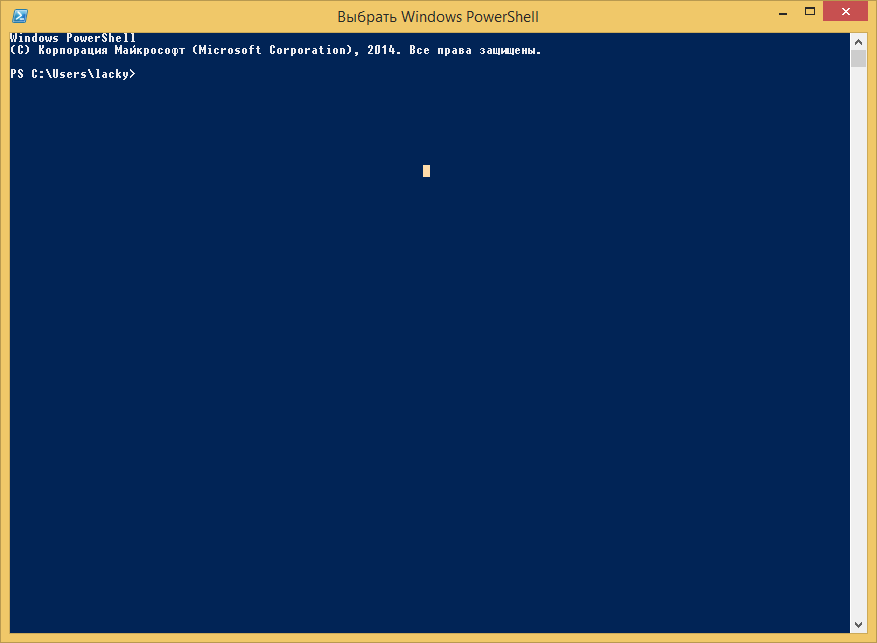 Выбрать Windows PowerShell
Windows PowerShell
(C) Корпорация Майкрософт (Microsoft Corporation), 2014. Все права защищены.
PS C:\Users\lacky>